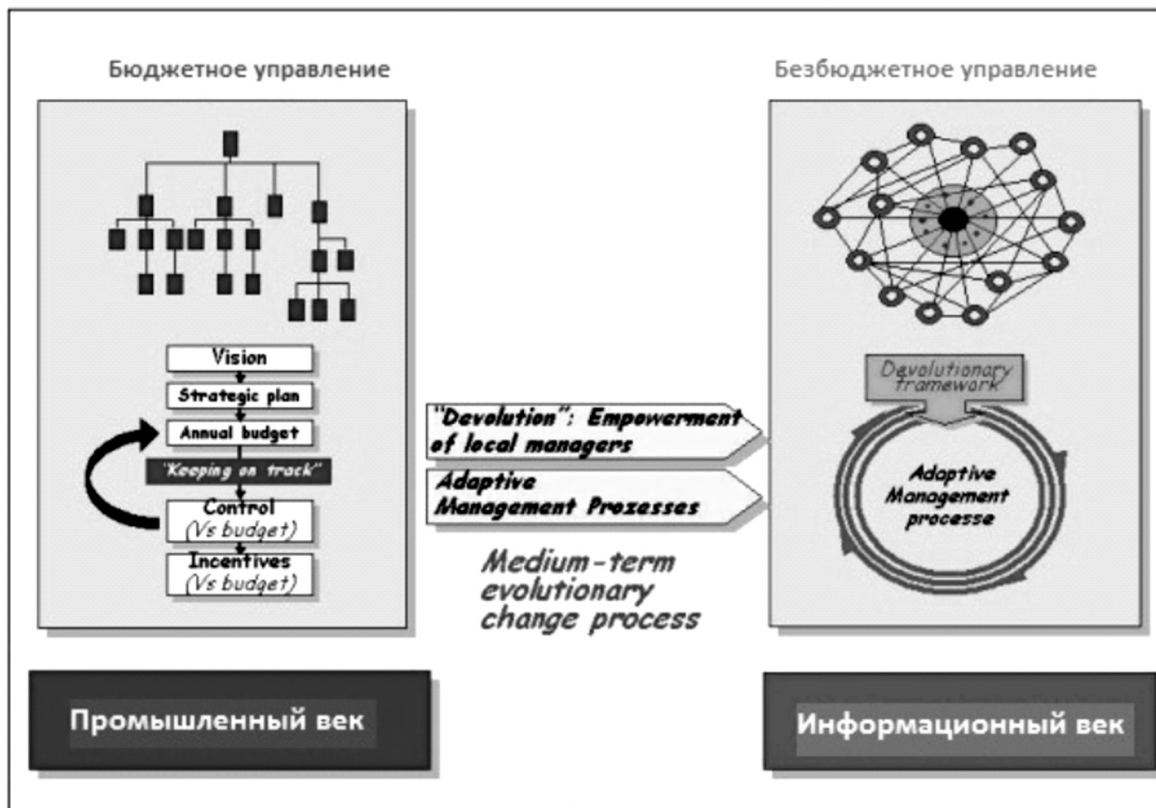 Бюджетное управление
Vision
Strategic plan
Annual budget
"Keeping on track"
Control
(Vs budget)
Incentives
(Vs budget)
"Devolution": Empowerment
of local managers
Adaptive
Management Prozesses
Medium-term
evolutionary
change process
Безбюджетное управление
Devolutionary
framework
Adaptive
Management
processe
Промышленный век
Информационный век